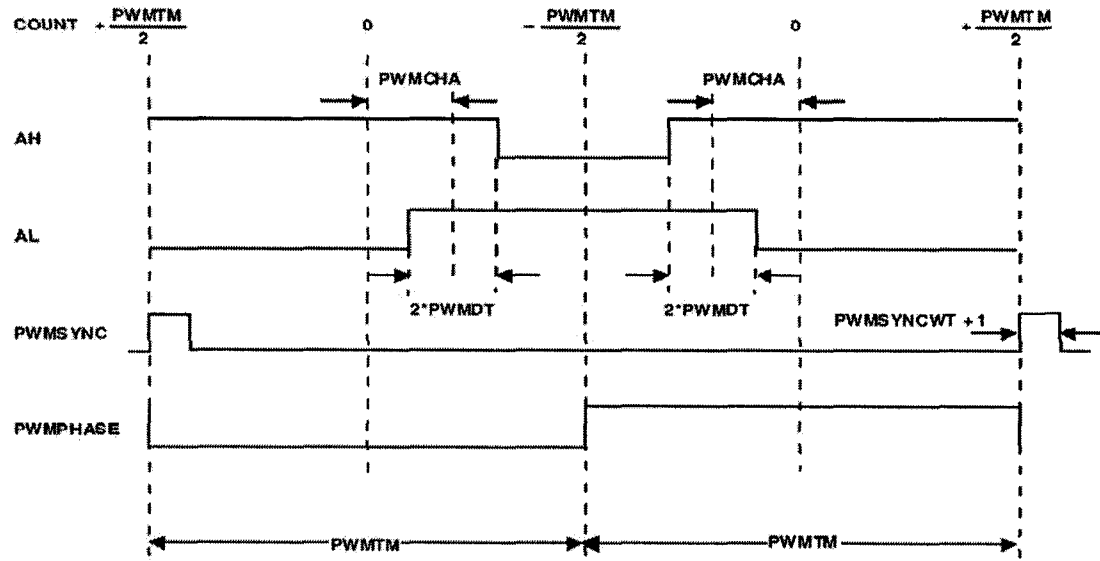 COUNT + PWMTM/2 0 - PWMTM/2 0 +PWMTM/2
PWMCHA PWMCHA
AH
AL
2*PWMDT 2*PWMDT
PWMSYNC PWMSYNCWT + 1
PWMPHASE
PWMTM PWMTM